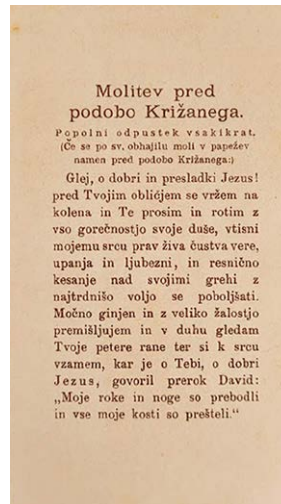 Molitev pred
podobo Križanega.
Popolni odpustek vsakikrat.
(Če se po sv. obhajilu moli v papežev
namen pred podobo Križanega:)
Glej, o dobri in presladki Jezus!
pred Tvojim obličjem se vržem na
kolena in Te prosim in rotim z
vso gorečnostjo svoje duše, vtisni
mojemu srcu prav živa čustva vere,
upanja in ljubezni, in resnično
kesanje nad svojimi grehi z
najtrdnišo voljo se poboljšati.
Močno ginjen in z veliko žalostjo
premišljujem in v duhu gledam
Tvoje petere rane ter si k srcu
vzamem, kar je o Tebi, o dobri
Jezus, govoril prerok David:
„Moje roke in noge so prebodli
in vse moje kosti so prešteli.“